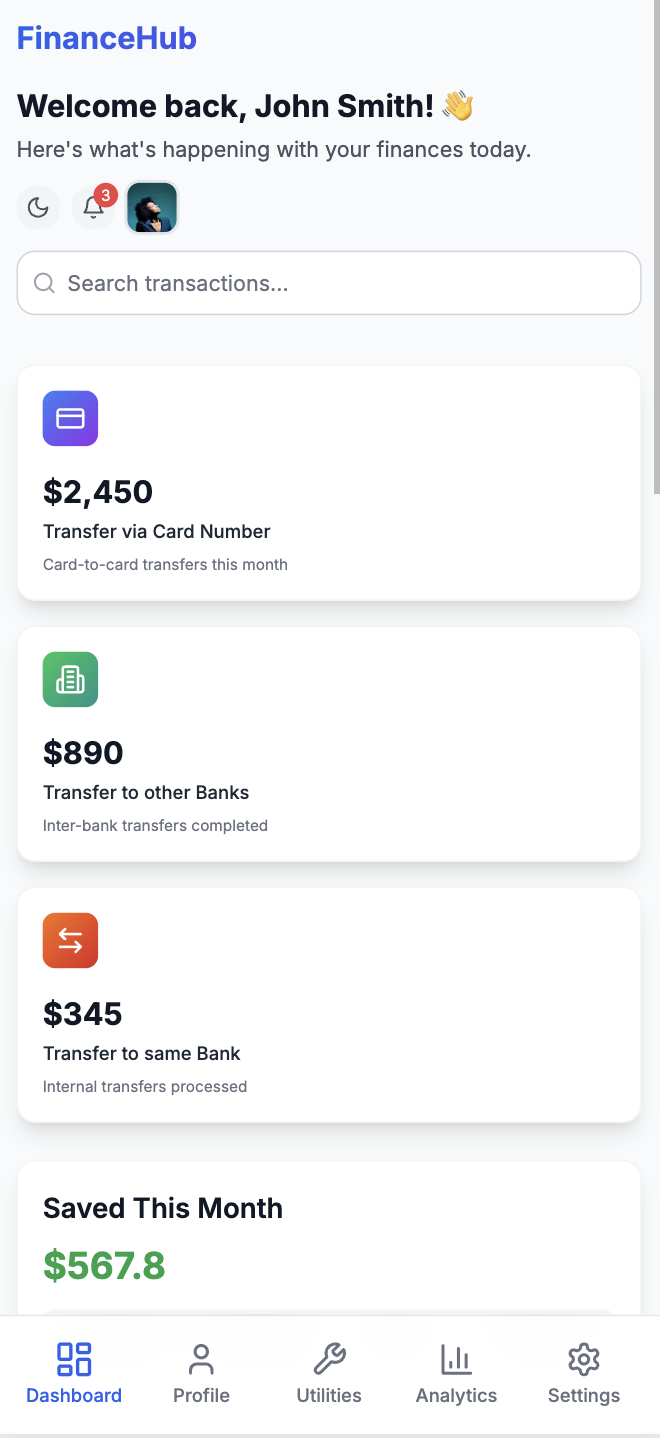 FinanceHub
Welcome back, John Smith! 👋
Here's what's happening with your finances today.
3
Search transactions...
$2,450
Transfer via Card Number
Card-to-card transfers this month
$890
Transfer to other Banks
Inter-bank transfers completed
$345
Transfer to same Bank
Internal transfers processed
Saved This Month
$567.8
Dashboard
Profile
Utilities
Analytics
Settings